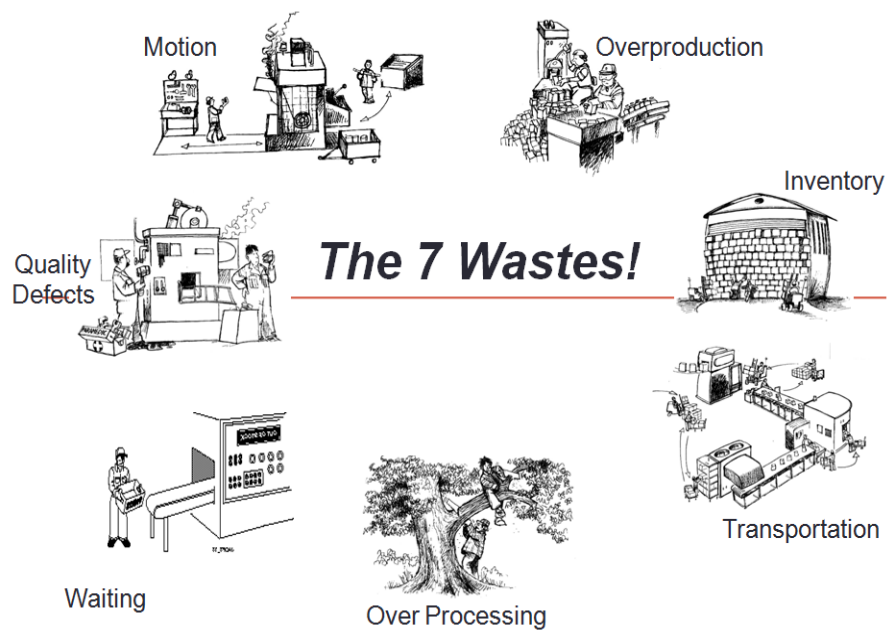 Motion
Overproduction
Inventory
Quality
Defects
The 7 Wastes!
Transportation
Waiting
Over Processing